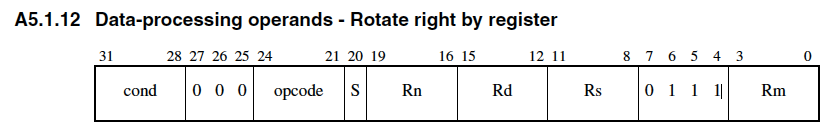 A5.1.12 Data-processing operands - Rotate right by register
31 28 27 26 25 24 21 20 19 16 15 12 11 8 7 6 5 4 3 0
cond 0 0 0 opcode S Rn Rd Rs 0 1 1 1 Rm